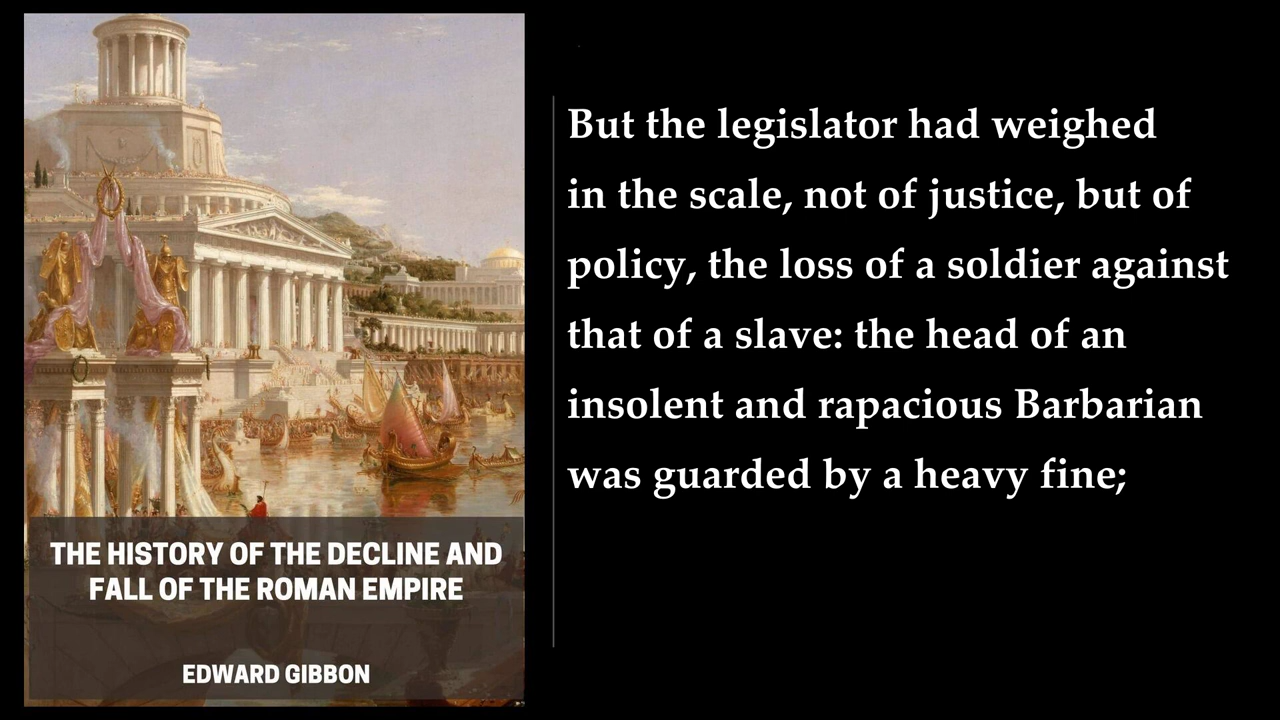 But the legislator had weighed
in the scale, not of justice, but of
policy, the loss of a soldier against
that of a slave: the head of an
insolent and rapacious Barbarian
was guarded by a heavy fine;
THE HISTORY OF THE DECLINE AND
FALL OF THE ROMAN EMPIRE
EDWARD GIBBON